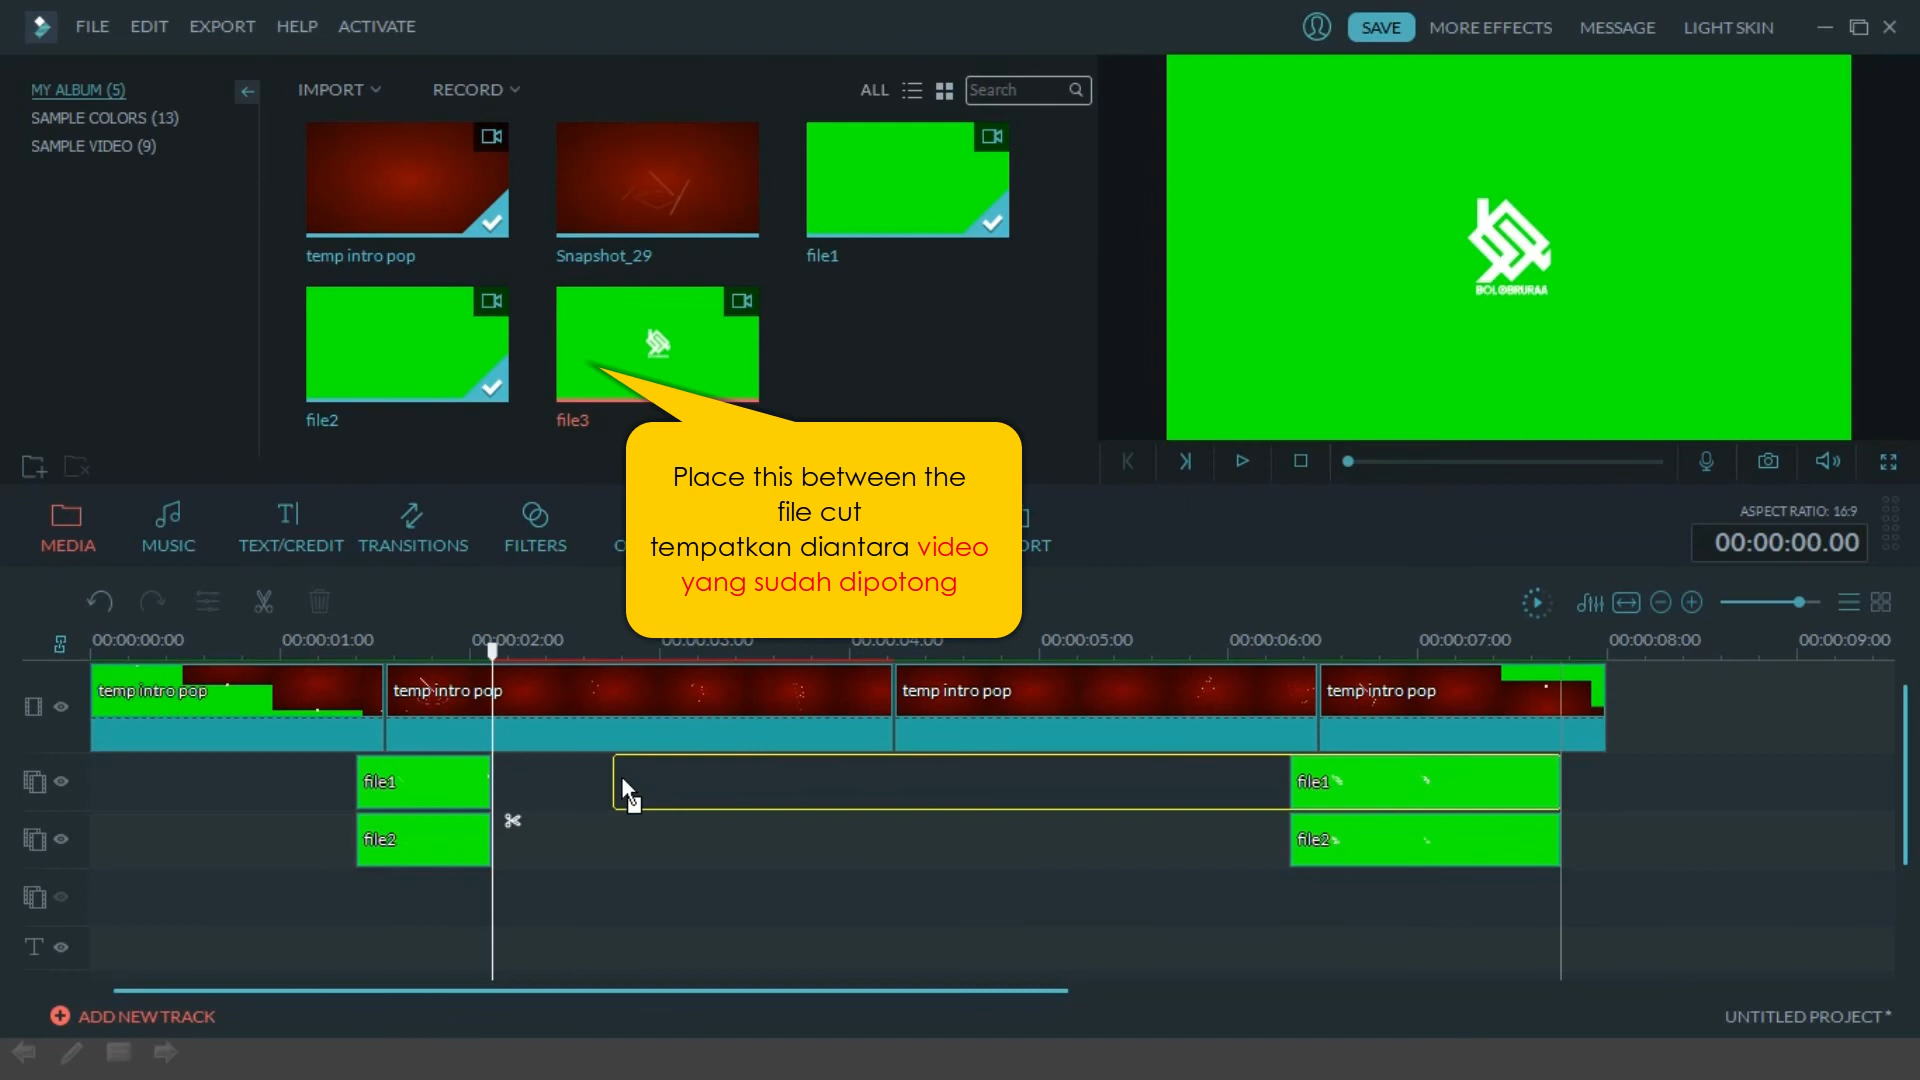 FILE EDIT EXPORT HELP ACTIVATE
SAVE MORE EFFECTS MESSAGE LIGHT SKIN
MY ALBUM (5)
SAMPLE COLORS (13)
SAMPLE VIDEO (9)
IMPORT RECORD ALL Search
temp intro pop Snapshot_29 file1
file2 file3
BOLOBRURAA
Place this between the
file cut
tempatkan diantara video
yang sudah dipotong
ASPECT RATIO: 16:9
00:00:00.00
MEDIA MUSIC TEXT/CREDIT TRANSITIONS FILTERS
00:00:00:00 00:00:01:00 00:00:02:00 00:00:03:00 00:00:04:00 00:00:05:00 00:00:06:00 00:00:07:00 00:00:08:00 00:00:09:00
temp intro pop temp intro pop temp intro pop temp intro pop
file1 file1
file2 file2
ADD NEW TRACK
UNTITLED PROJECT*